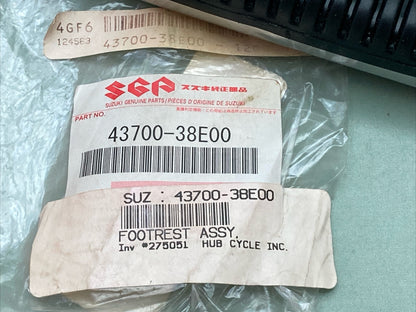 4GF6
124563 43700-38E00
SGP スズキ純正部品
SUZUKI GENUINE PARTS/PIÈCES D'ORIGINE DE SUZUKI
PART NO.
43700-38E00
SUZ : 43700-38E00
FOOTREST ASSY.
Inv #275051 HUB CYCLE INC.